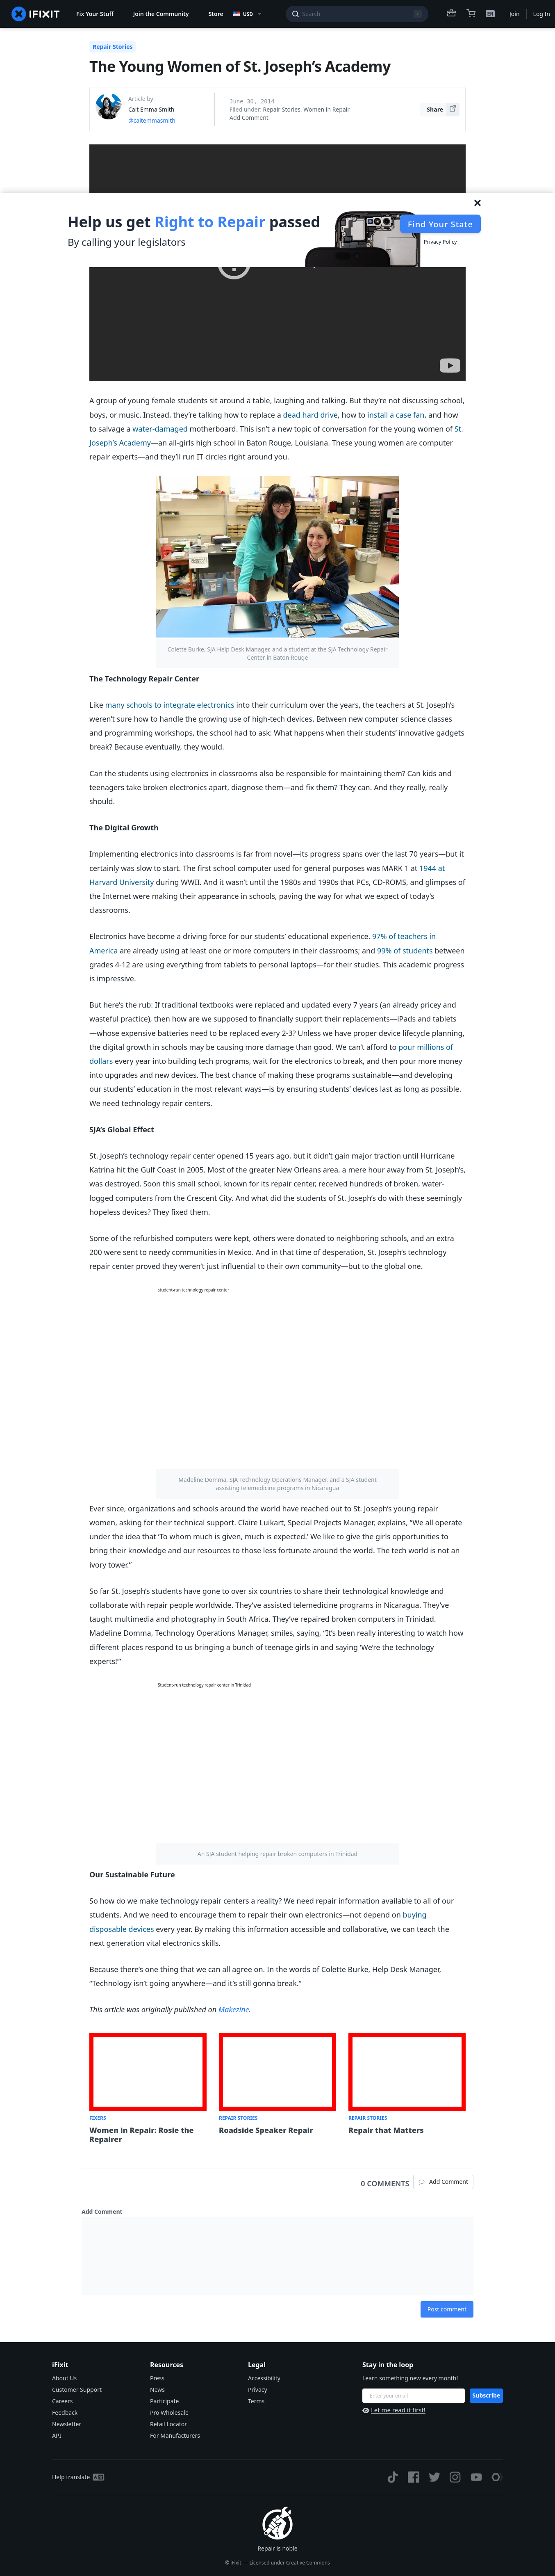 IFIXIT
Fix Your Stuff
Join the Community
Store
USD
Search
/
EN
Join
Log In
Repair Stories
The Young Women of St. Joseph’s Academy
Article by:
Cait Emma Smith
@caitemmasmith
June 30, 2014
Filed under: Repair Stories, Women in Repair
Add Comment
Share
Help us get Right to Repair passed
By calling your legislators
Find Your State
Privacy Policy
A group of young female students sit around a table, laughing and talking. But they’re not discussing school,
boys, or music. Instead, they’re talking how to replace a dead hard drive, how to install a case fan, and how
to salvage a water-damaged motherboard. This isn’t a new topic of conversation for the young women of St.
Joseph’s Academy—an all-girls high school in Baton Rouge, Louisiana. These young women are computer
repair experts—and they’ll run IT circles right around you.
Colette Burke, SJA Help Desk Manager, and a student at the SJA Technology Repair
Center in Baton Rouge
The Technology Repair Center
Like many schools to integrate electronics into their curriculum over the years, the teachers at St. Joseph’s
weren’t sure how to handle the growing use of high-tech devices. Between new computer science classes
and programming workshops, the school had to ask: What happens when their students’ innovative gadgets
break? Because eventually, they would.
Can the students using electronics in classrooms also be responsible for maintaining them? Can kids and
teenagers take broken electronics apart, diagnose them—and fix them? They can. And they really, really
should.
The Digital Growth
Implementing electronics into classrooms is far from novel—its progress spans over the last 70 years—but it
certainly was slow to start. The first school computer used for general purposes was MARK 1 at 1944 at
Harvard University during WWII. And it wasn’t until the 1980s and 1990s that PCs, CD-ROMS, and glimpses of
the Internet were making their appearance in schools, paving the way for what we expect of today’s
classrooms.
Electronics have become a driving force for our students’ educational experience. 97% of teachers in
America are already using at least one or more computers in their classrooms; and 99% of students between
grades 4-12 are using everything from tablets to personal laptops—for their studies. This academic progress
is impressive.
But here’s the rub: If traditional textbooks were replaced and updated every 7 years (an already pricey and
wasteful practice), then how are we supposed to financially support their replacements—iPads and tablets
—whose expensive batteries need to be replaced every 2-3? Unless we have proper device lifecycle planning,
the digital growth in schools may be causing more damage than good. We can’t afford to pour millions of
dollars every year into building tech programs, wait for the electronics to break, and then pour more money
into upgrades and new devices. The best chance of making these programs sustainable—and developing
our students’ education in the most relevant ways—is by ensuring students’ devices last as long as possible.
We need technology repair centers.
SJA’s Global Effect
St. Joseph’s technology repair center opened 15 years ago, but it didn’t gain major traction until Hurricane
Katrina hit the Gulf Coast in 2005. Most of the greater New Orleans area, a mere hour away from St. Joseph’s,
was destroyed. Soon this small school, known for its repair center, received hundreds of broken, water-
logged computers from the Crescent City. And what did the students of St. Joseph’s do with these seemingly
hopeless devices? They fixed them.
Some of the refurbished computers were kept, others were donated to neighboring schools, and an extra
200 were sent to needy communities in Mexico. And in that time of desperation, St. Joseph’s technology
repair center proved they weren’t just influential to their own community—but to the global one.
student-run technology repair center
Madeline Domma, SJA Technology Operations Manager, and a SJA student
assisting telemedicine programs in Nicaragua
Ever since, organizations and schools around the world have reached out to St. Joseph’s young repair
women, asking for their technical support. Claire Luikart, Special Projects Manager, explains, “We all operate
under the idea that ‘To whom much is given, much is expected.’ We like to give the girls opportunities to
bring their knowledge and our resources to those less fortunate around the world. The tech world is not an
ivory tower.”
So far St. Joseph’s students have gone to over six countries to share their technological knowledge and
collaborate with repair people worldwide. They’ve assisted telemedicine programs in Nicaragua. They’ve
taught multimedia and photography in South Africa. They’ve repaired broken computers in Trinidad.
Madeline Domma, Technology Operations Manager, smiles, saying, “It’s been really interesting to watch how
different places respond to us bringing a bunch of teenage girls in and saying ‘We’re the technology
experts!’”
Student-run technology repair center in Trinidad
An SJA student helping repair broken computers in Trinidad
Our Sustainable Future
So how do we make technology repair centers a reality? We need repair information available to all of our
students. And we need to encourage them to repair their own electronics—not depend on buying
disposable devices every year. By making this information accessible and collaborative, we can teach the
next generation vital electronics skills.
Because there’s one thing that we can all agree on. In the words of Colette Burke, Help Desk Manager,
“Technology isn’t going anywhere—and it’s still gonna break.”
This article was originally published on Makezine.
FIXERS
Women in Repair: Rosie the
Repairer
REPAIR STORIES
Roadside Speaker Repair
REPAIR STORIES
Repair that Matters
0 COMMENTS
Add Comment
Add Comment
Post comment
iFixit
About Us
Customer Support
Careers
Feedback
Newsletter
API
Resources
Press
News
Participate
Pro Wholesale
Retail Locator
For Manufacturers
Legal
Accessibility
Privacy
Terms
Stay in the loop
Learn something new every month!
Enter your email
Subscribe
Let me read it first!
Help translate
Repair is noble
© iFixit — Licensed under Creative Commons